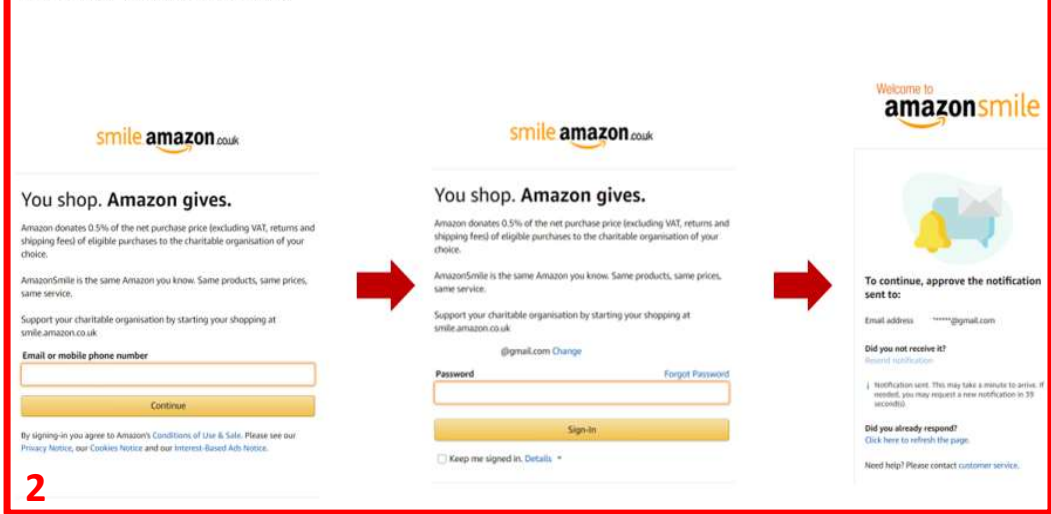 smile.amazon.co.uk
You shop. Amazon gives.
Amazon donates 0.5% of the net purchase price (excluding VAT, returns and
shipping fees) of eligible purchases to the charitable organisation of your
choice.
AmazonSmile is the same Amazon you know. Same products, same prices,
same service.
Support your charitable organisation by starting your shopping at
smile.amazon.co.uk
Email or mobile phone number
Continue
By signing-in you agree to Amazon's Conditions of Use & Sale. Please see our
Privacy Notice, our Cookies Notice and our Interest-Based Ads Notice.
2
smile.amazon.co.uk
You shop. Amazon gives.
Amazon donates 0.5% of the net purchase price (excluding VAT, returns and
shipping fees) of eligible purchases to the charitable organisation of your
choice.
AmazonSmile is the same Amazon you know. Same products, same prices,
same service.
Support your charitable organisation by starting your shopping at
smile.amazon.co.uk
@gmail.com Change
Password Forgot Password
Sign-In
Keep me signed in. Details
Welcome to
amazonsmile
To continue, approve the notification
sent to:
Email address *****@gmail.com
Did you not receive it?
Resend notification
i Notification sent. This may take a minute to arrive. If
needed, you may request a new notification in 39
second(s).
Did you already respond?
Click here to refresh the page.
Need help? Please contact customer service.